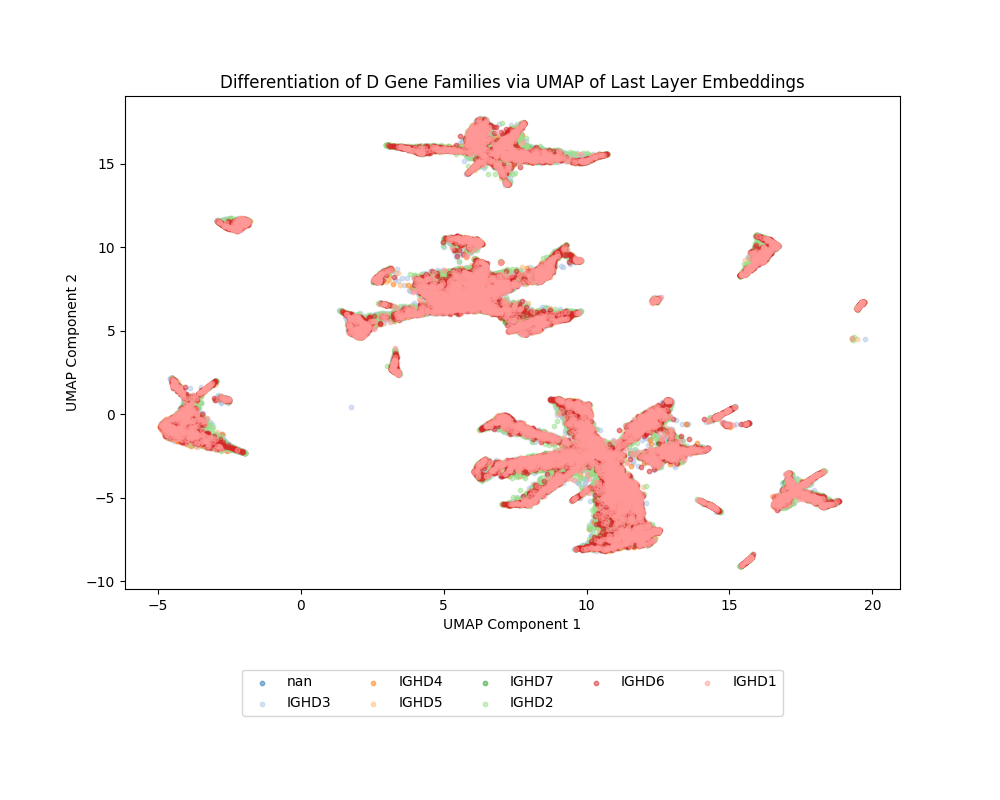 Differentiation of D Gene Families via UMAP of Last Layer Embeddings
15
10
5
0
−5
−10
UMAP Component 2
−5 0 5 10 15 20
UMAP Component 1
nan IGHD4 IGHD7 IGHD6 IGHD1
IGHD3 IGHD5 IGHD2